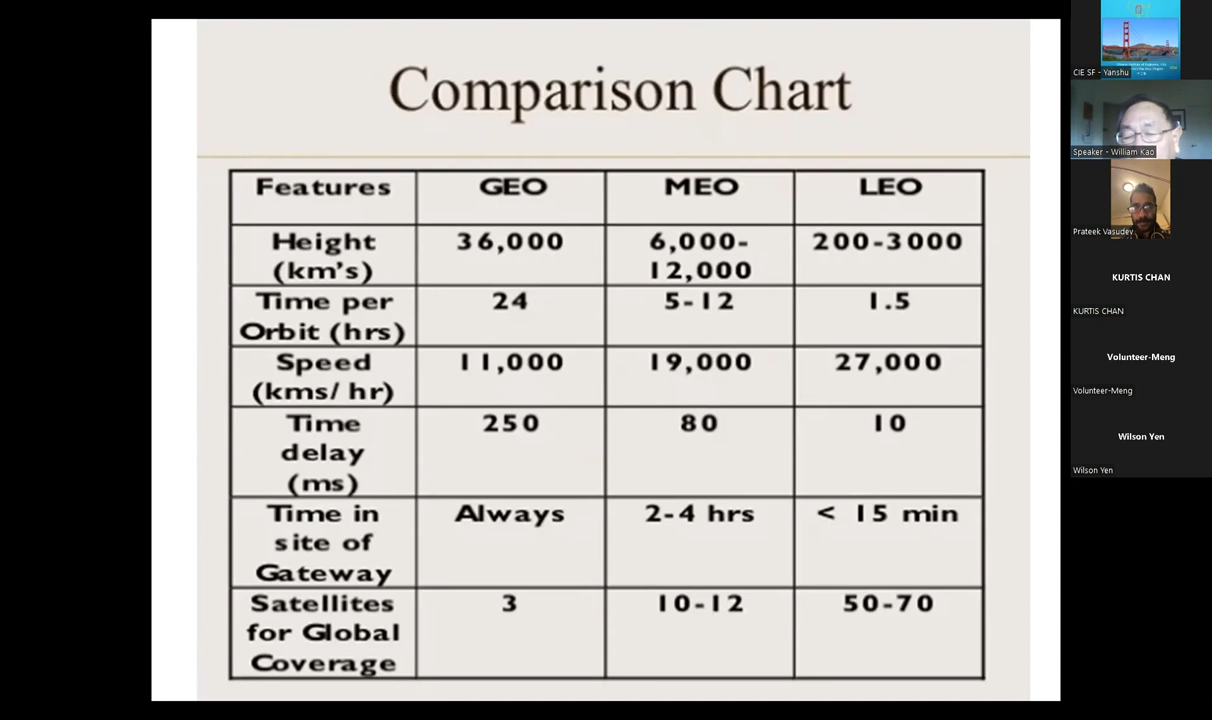 Comparison Chart
Features GEO MEO LEO
Height 36,000 6,000- 200-3000
(km's) 12,000
Time per 24 5-12 1.5
Orbit (hrs)
Speed 11,000 19,000 27,000
(kms/ hr)
Time 250 80 10
delay
(ms)
Time in Always 2-4 hrs < 15 min
site of
Gateway
Satellites 3 10-12 50-70
for Global
Coverage
CIE SF - Yanshu
Speaker - William Kao
Prateek Vasudev
KURTIS CHAN
KURTIS CHAN
Volunteer-Meng
Volunteer-Meng
Wilson Yen
Wilson Yen